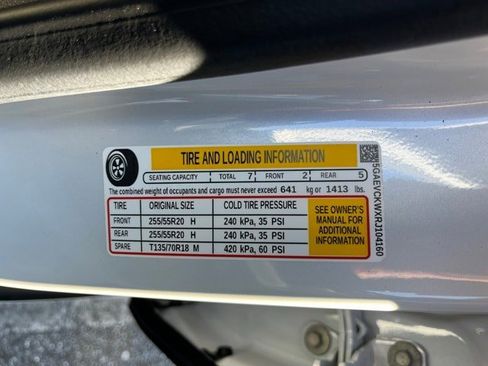 TIRE AND LOADING INFORMATION
SEATING CAPACITY TOTAL 7 FRONT 2 REAR 5
The combined weight of occupants and cargo must never exceed 641 kg or 1413 lbs.
TIRE ORIGINAL SIZE COLD TIRE PRESSURE
FRONT 255/55R20 H 240 kPa, 35 PSI
REAR 255/55R20 H 240 kPa, 35 PSI
SPARE T135/70R18 M 420 kPa, 60 PSI
SEE OWNER'S
MANUAL FOR
ADDITIONAL
INFORMATION
5GAEVCKWXRJ104160